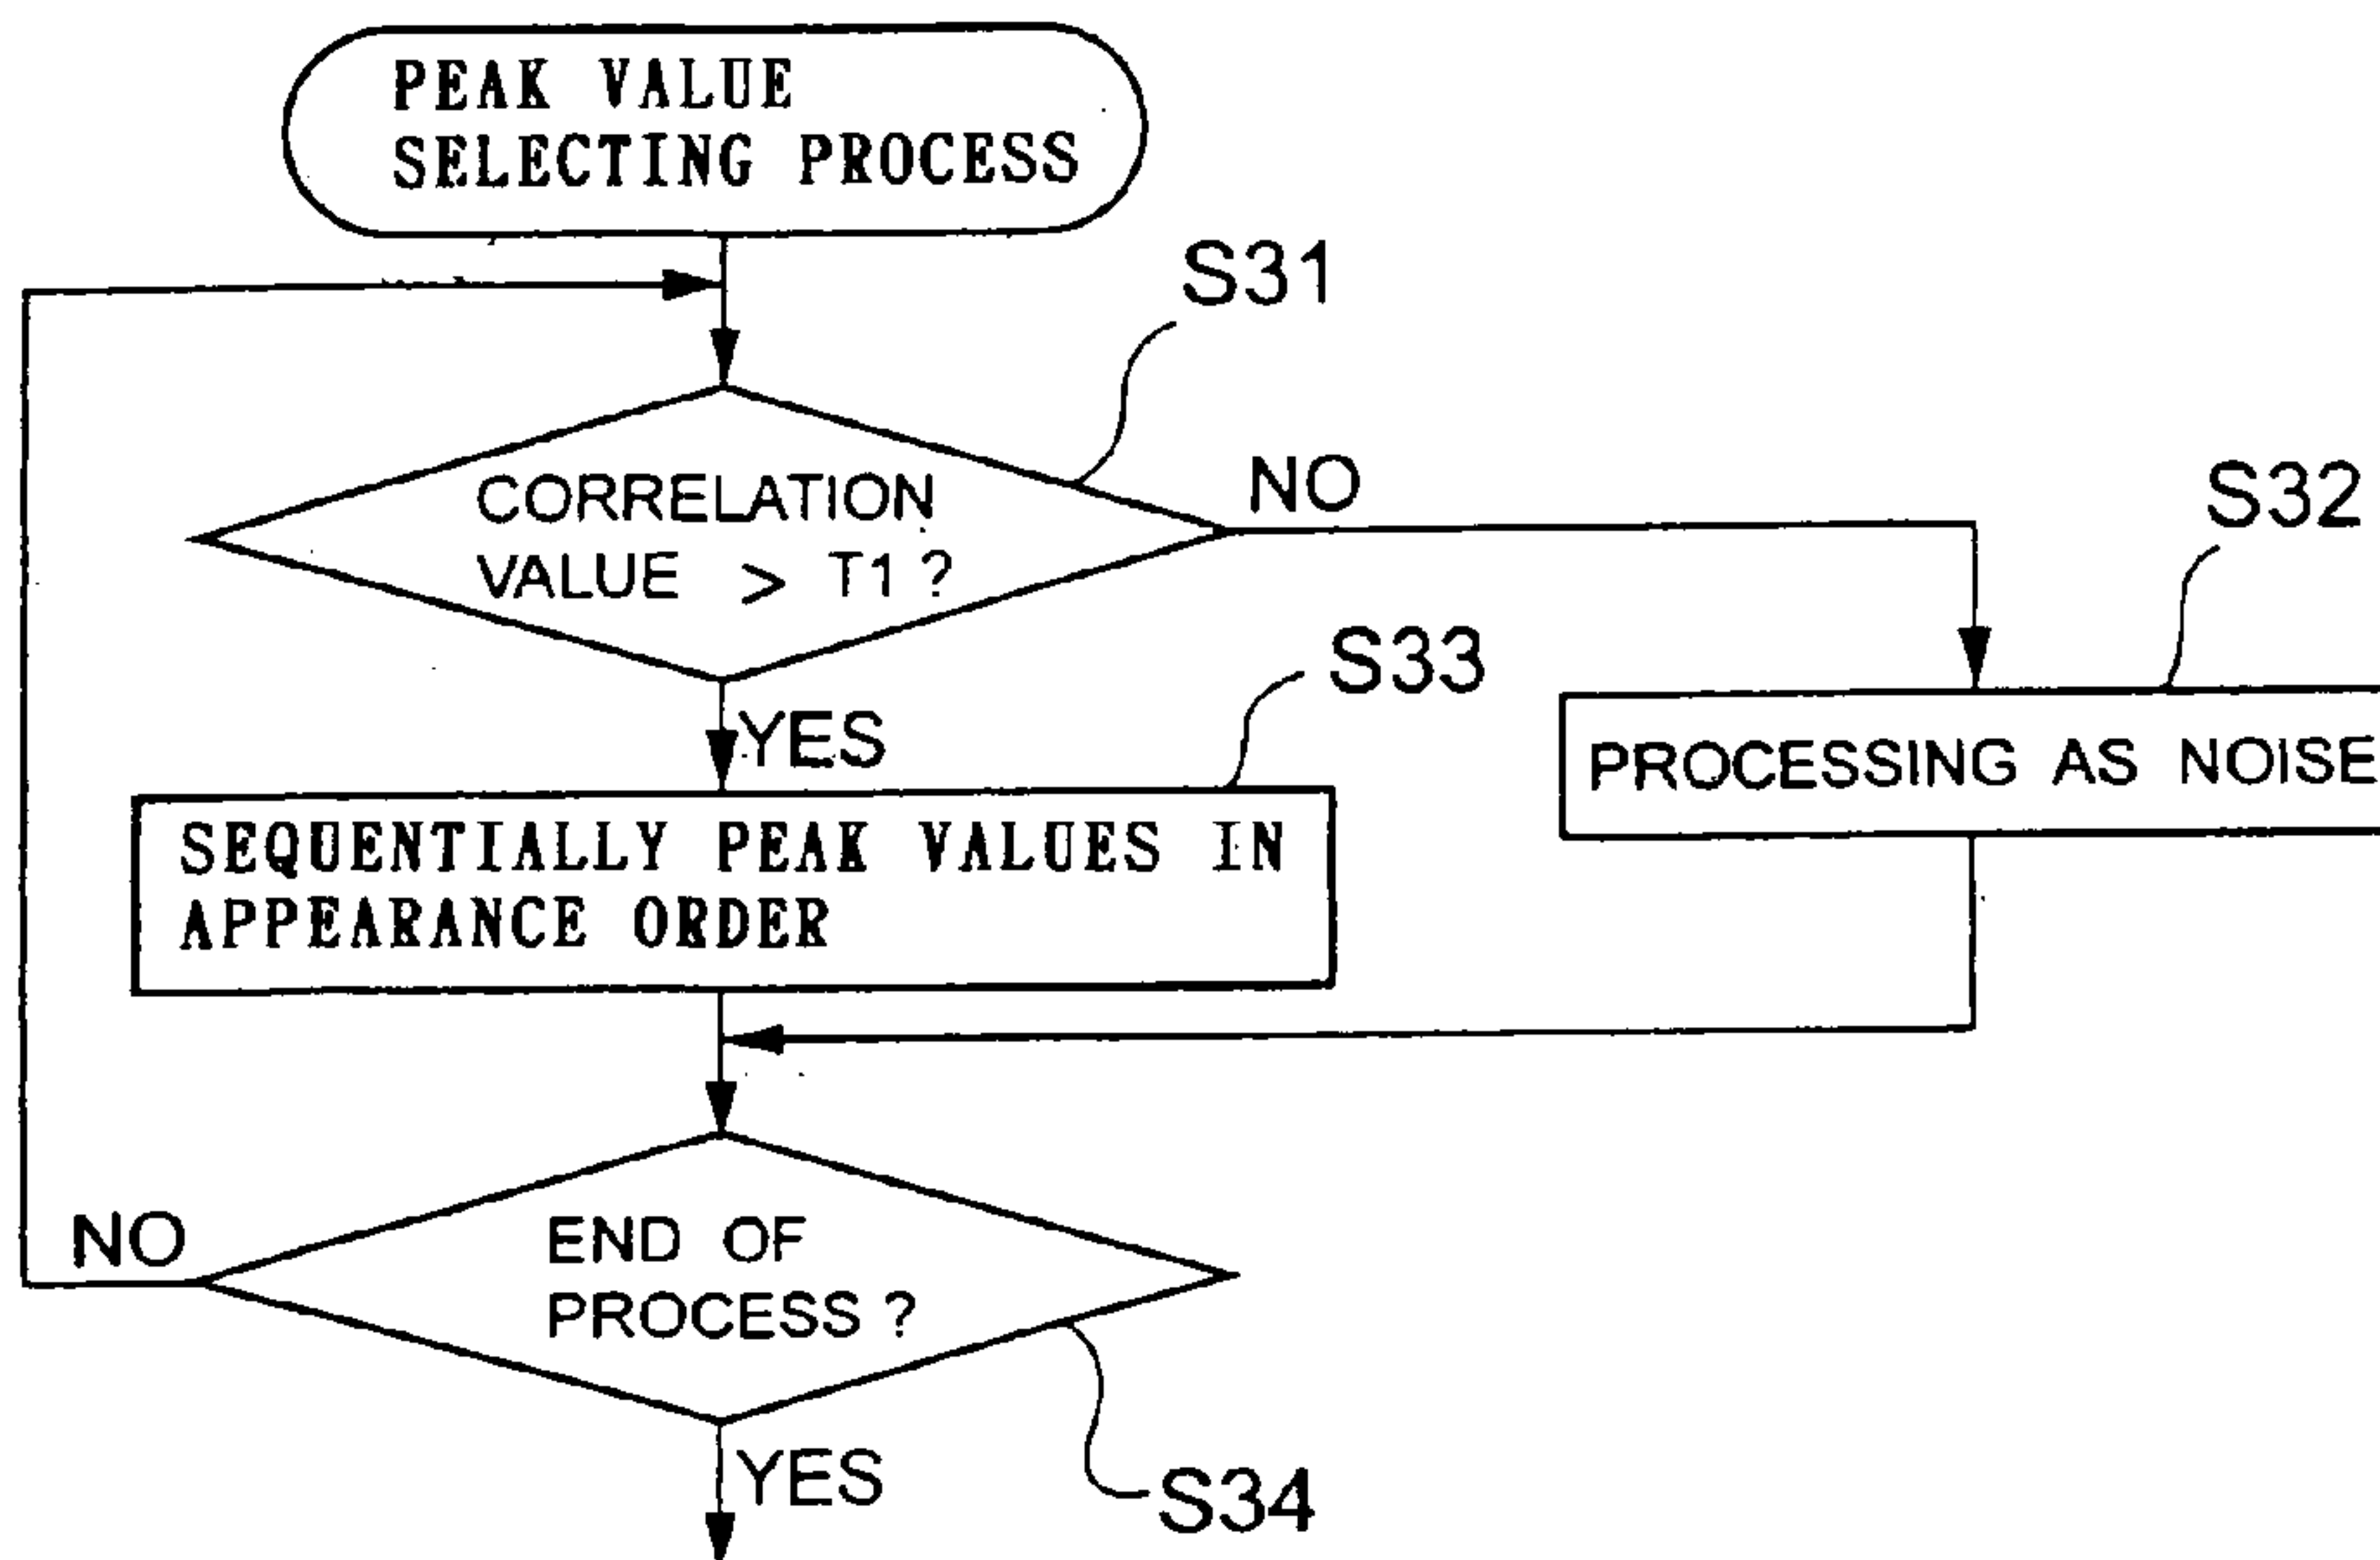 PEAK VALUE
SELECTING PROCESS
S31
CORRELATION
VALUE > T1 ?
NO
S32
PROCESSING AS NOISE
YES
S33
SEQUENTIALLY PEAK VALUES IN
APPEARANCE ORDER
END OF
PROCESS ?
NO
YES
S34